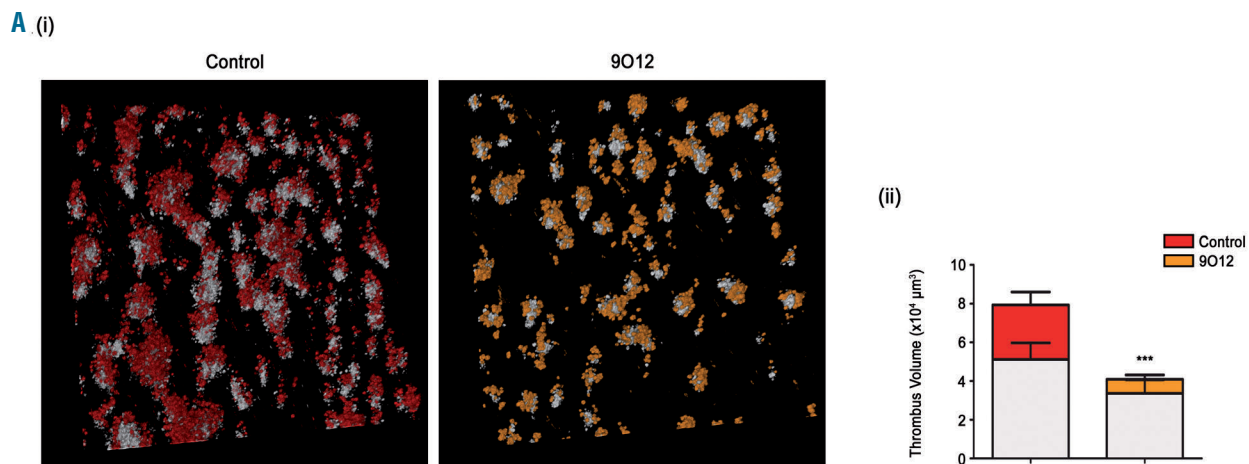 A (i)
Control
9O12
(ii)
Control
9O12
Thrombus Volume (x10⁴ µm³)
10
8
6
4
2
0
***